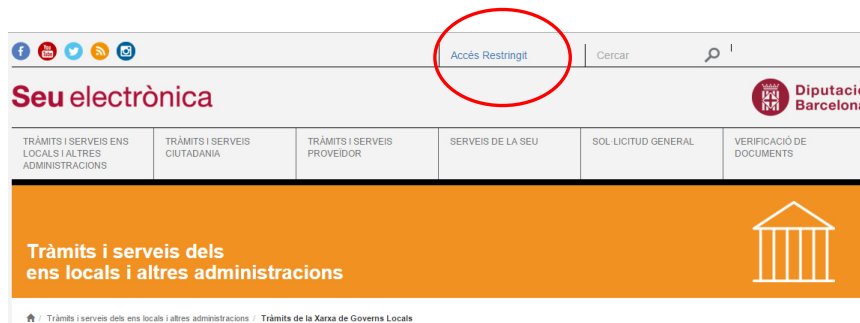 You Tube
Accés Restringit
Cercar
Seu electrònica
Diputació
Barcelona
TRÀMITS I SERVEIS ENS
LOCALS I ALTRES
ADMINISTRACIONS
TRÀMITS I SERVEIS
CIUTADANIA
TRÀMITS I SERVEIS
PROVEÏDOR
SERVEIS DE LA SEU
SOL·LICITUD GENERAL
VERIFICACIÓ DE
DOCUMENTS
Tràmits i serveis dels
ens locals i altres administracions
/ Tràmits i serveis dels ens locals i altres administracions / Tràmits de la Xarxa de Governs Locals